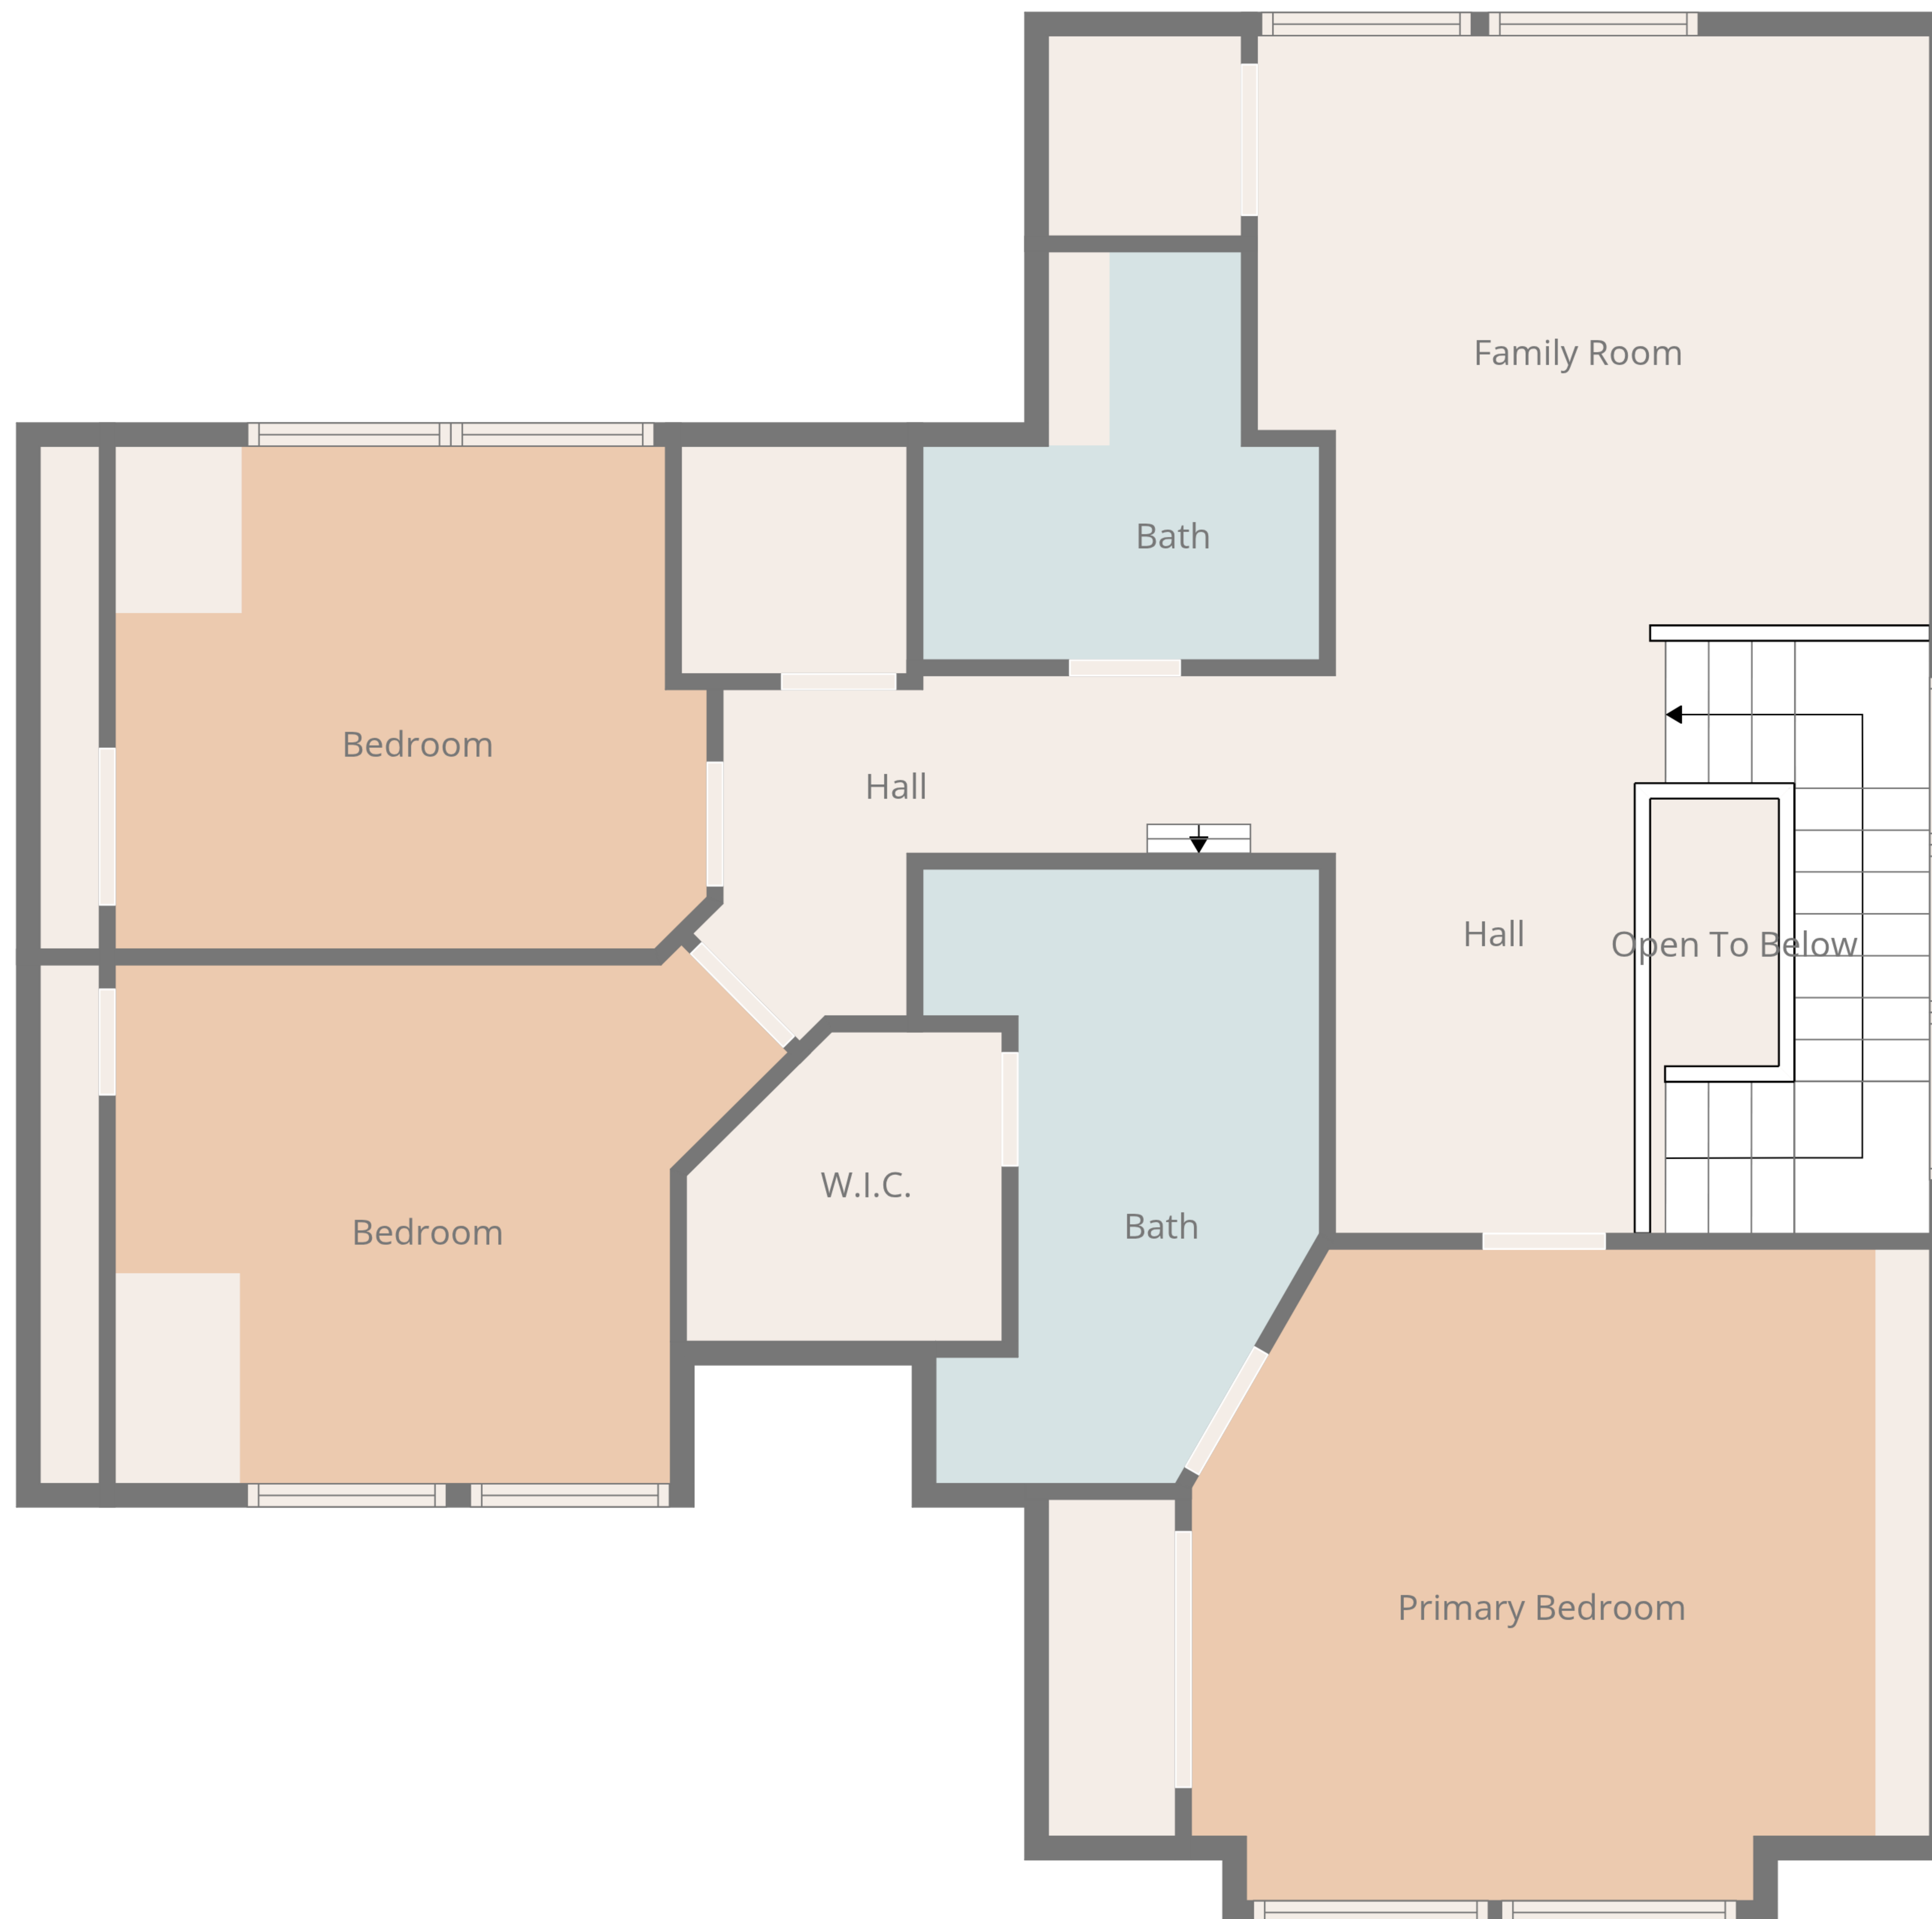 Family Room
Bath
Bedroom
Hall
Hall
Open To Below
W.I.C.
Bath
Bedroom
Primary Bedroom